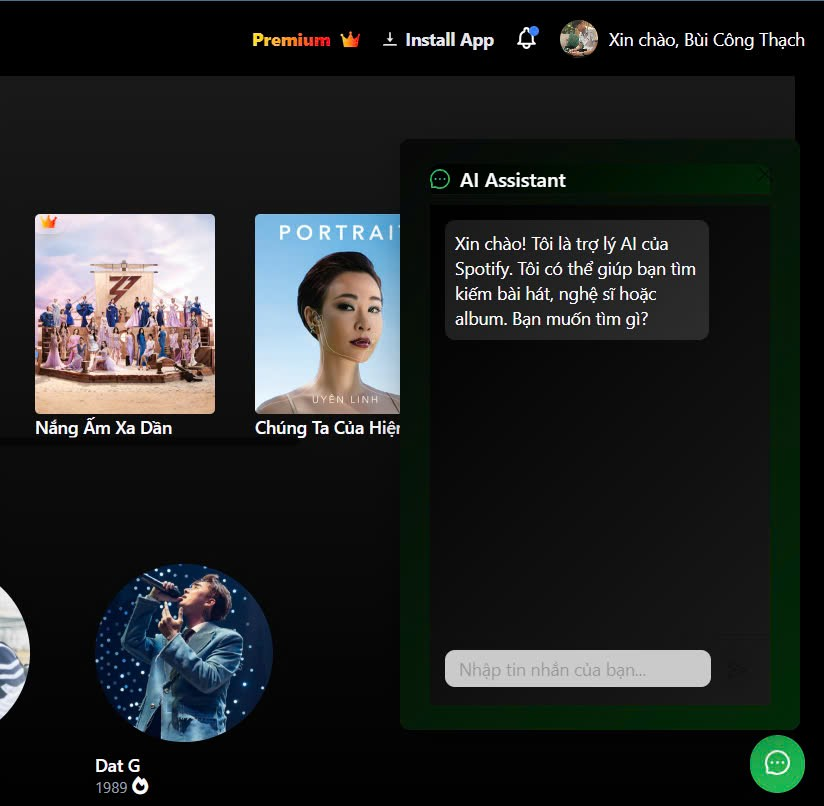 Premium
Install App
Xin chào, Bùi Công Thạch
AI Assistant
Xin chào! Tôi là trợ lý AI của
Spotify. Tôi có thể giúp bạn tìm
kiếm bài hát, nghệ sĩ hoặc
album. Bạn muốn tìm gì?
PORTRAI
UYÊN LINH
Nắng Ấm Xa Dần
Chúng Ta Của Hiện
Nhập tin nhắn của bạn...
Dat G
1989